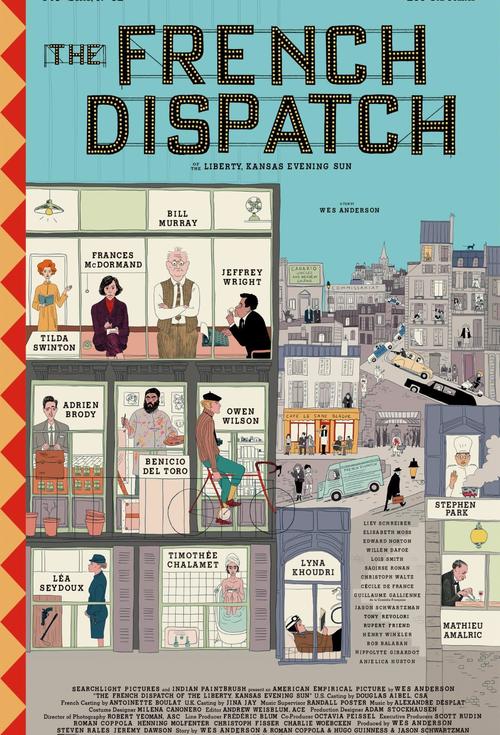 THE FRENCH
DISPATCH
OF THE LIBERTY, KANSAS EVENING SUN
A FILM BY
WES ANDERSON
BILL
MURRAY
FRANCES
McDORMAND
JEFFREY
WRIGHT
TILDA
SWINTON
ADRIEN
BRODY
OWEN
WILSON
BENICIO
DEL TORO
CAFE LE SANS BLAGUE
STEPHEN
PARK
LÉA
SEYDOUX
TIMOTHÉE
CHALAMET
LYNA
KHOUDRI
MATHIEU
AMALRIC
LIEV SCHREIBER
ELISABETH MOSS
EDWARD NORTON
WILLEM DAFOE
LOIS SMITH
SAOIRSE RONAN
CHRISTOPH WALTZ
CÉCILE DE FRANCE
GUILLAUME GALLIENNE
de la Comédie Française
JASON SCHWARTZMAN
TONY REVOLORI
RUPERT FRIEND
HENRY WINKLER
BOB BALABAN
HIPPOLYTE GIRARDOT
ANJELICA HUSTON
SEARCHLIGHT PICTURES and INDIAN PAINTBRUSH present an AMERICAN EMPIRICAL PICTURE by WES ANDERSON
"THE FRENCH DISPATCH OF THE LIBERTY, KANSAS EVENING SUN" U.S. Casting by DOUGLAS AIBEL, CSA
French Casting by ANTOINETTE BOULAT U.K. Casting by JINA JAY Music Supervisor RANDALL POSTER Music by ALEXANDRE DESPLAT
Costume Designer MILENA CANONERO Editor ANDREW WEISBLUM, ACE Production Designer ADAM STOCKHAUSEN
Director of Photography ROBERT YEOMAN, ASC Line Producer FRÉDÉRIC BLUM Co-Producer OCTAVIA PEISSEL Executive Producers SCOTT RUDIN
ROMAN COPPOLA HENNING MOLFENTER CHRISTOPH FISSER CHARLIE WOEBCKEN Produced by WES ANDERSON
STEVEN RALES JEREMY DAWSON Story by WES ANDERSON & ROMAN COPPOLA & HUGO GUINNESS & JASON SCHWARTZMAN